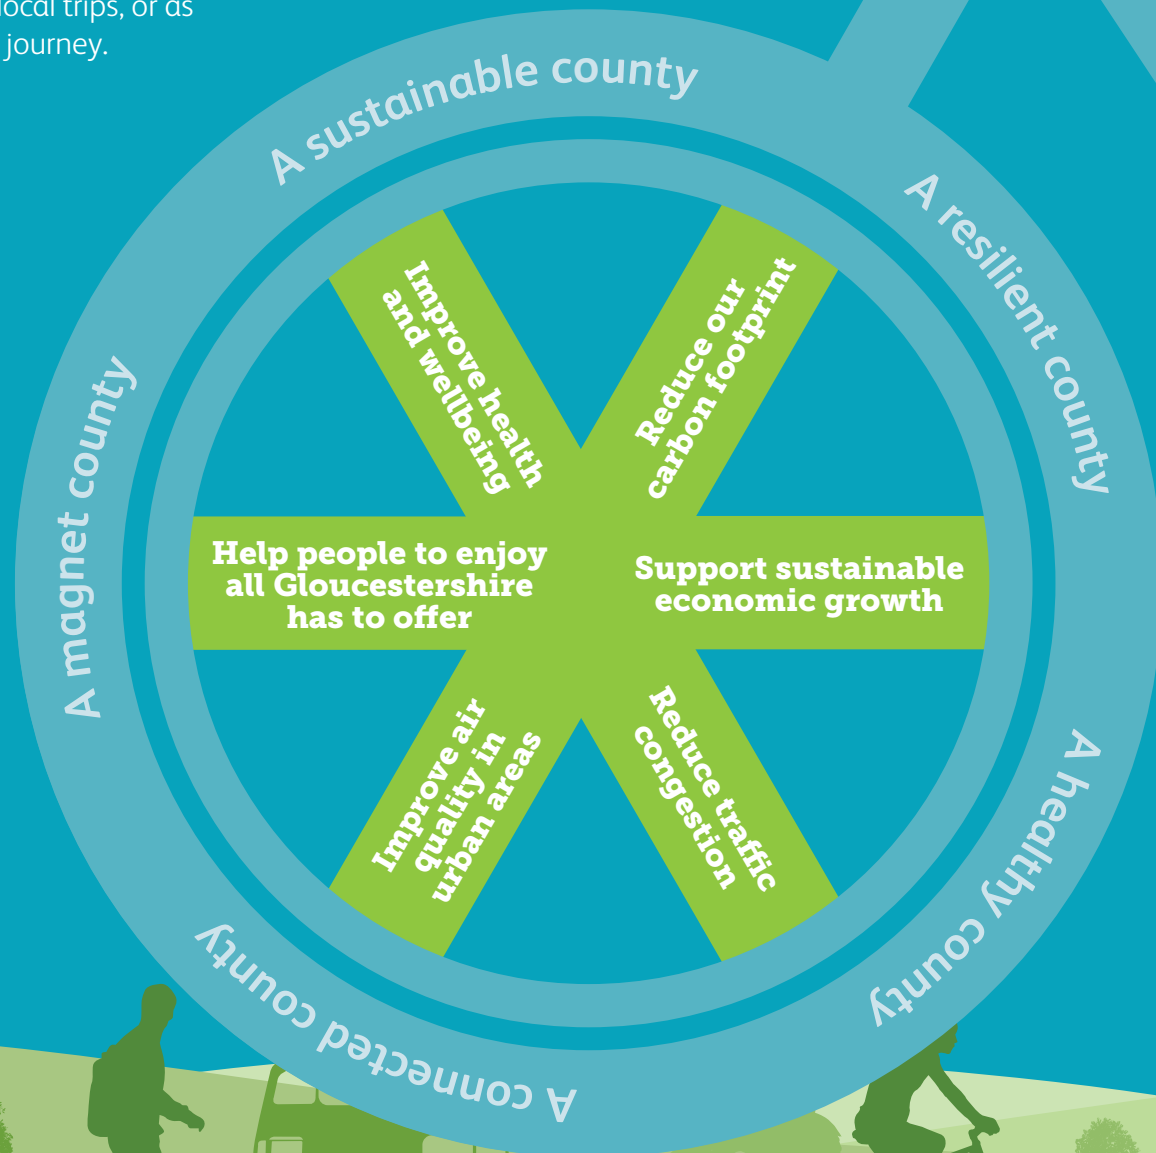 local trips, or as
journey.
A sustainable county
A resilient county
A healthy county
A connected county
A magnet county
Improve health
and wellbeing
Reduce our
carbon footprint
Support sustainable
economic growth
Reduce traffic
congestion
Improve air
quality in
urban areas
Help people to enjoy
all Gloucestershire
has to offer